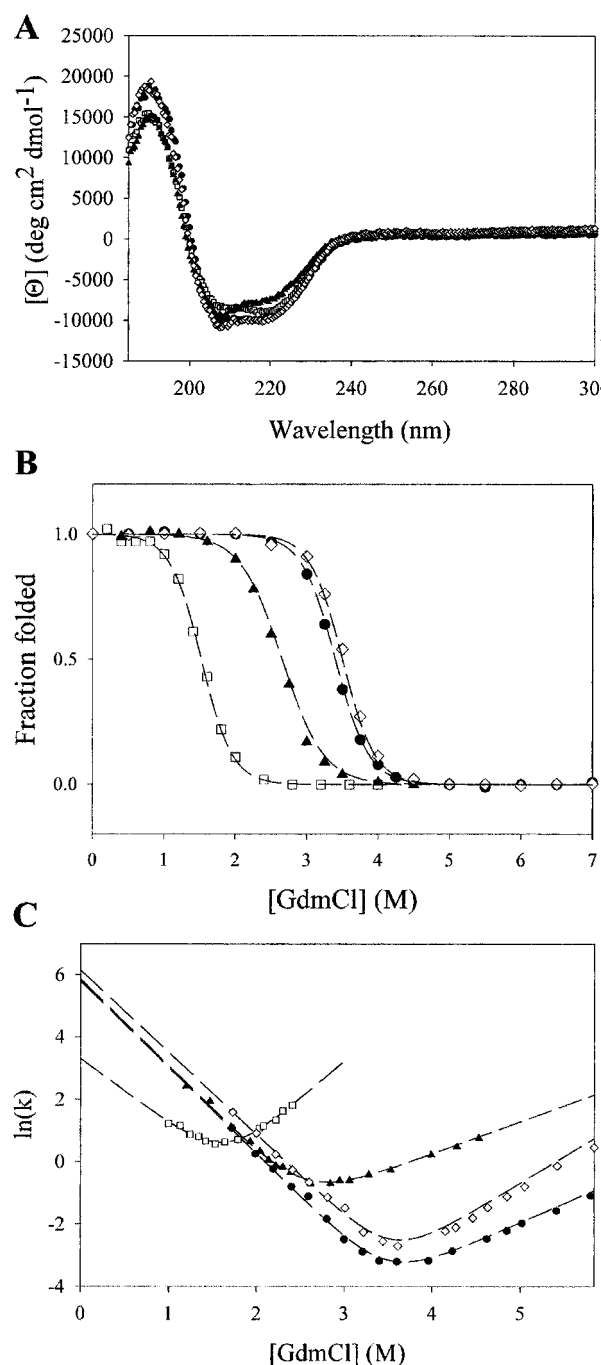 A
25000
20000
15000
10000
5000
0
-5000
-10000
-15000
[Θ] (deg cm2 dmol-1)
200 220 240 260 280 300
Wavelength (nm)
B
1.0
0.5
0.0
Fraction folded
0 1 2 3 4 5 6 7
[GdmCl] (M)
C
6
4
2
0
-2
-4
ln(k)
0 1 2 3 4 5
[GdmCl] (M)